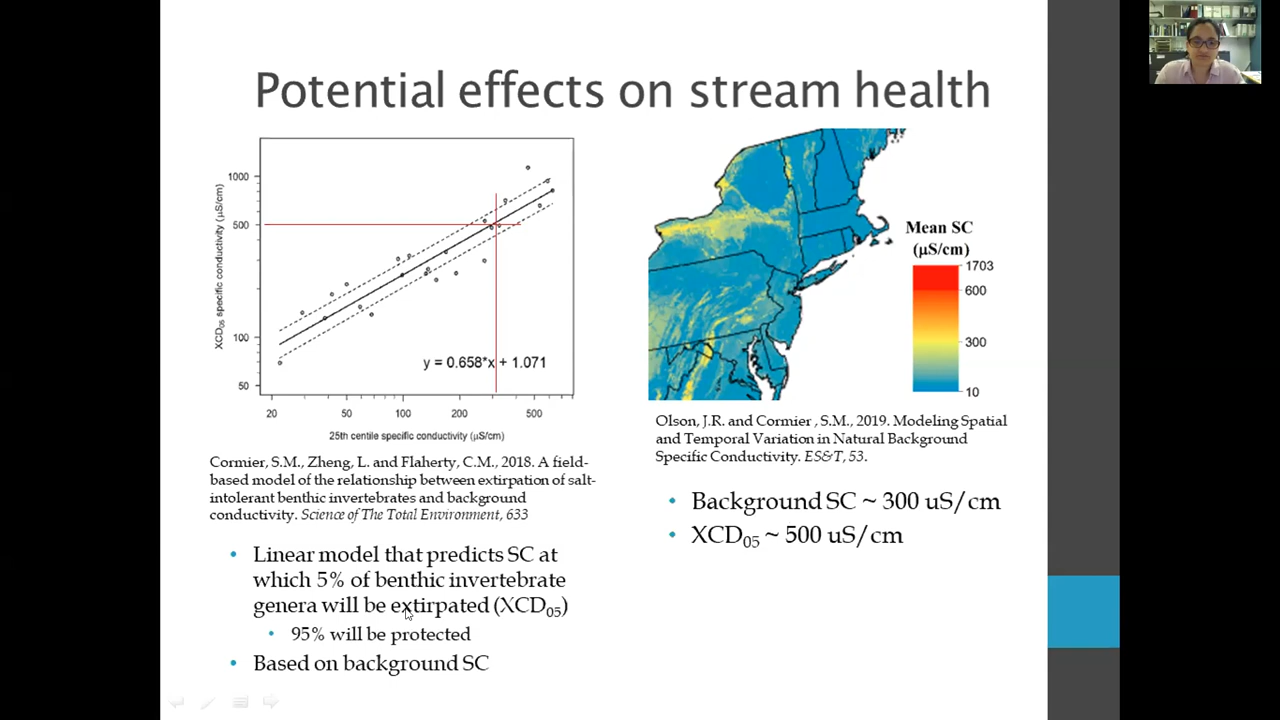 Potential effects on stream health
1000
500
100
50
XCD05 specific conductivity (µS/cm)
y = 0.658*x + 1.071
20
50
100
200
500
25th centile specific conductivity (µS/cm)
Cormier, S.M., Zheng, L. and Flaherty, C.M., 2018. A field-
based model of the relationship between extirpation of salt-
intolerant benthic invertebrates and background
conductivity. Science of The Total Environment, 633
• Linear model that predicts SC at
which 5% of benthic invertebrate
genera will be extirpated (XCD05)
• 95% will be protected
• Based on background SC
Mean SC
(µS/cm)
1703
600
300
10
Olson, J.R. and Cormier , S.M., 2019. Modeling Spatial
and Temporal Variation in Natural Background
Specific Conductivity. ES&T, 53.
• Background SC ~ 300 uS/cm
• XCD05 ~ 500 uS/cm